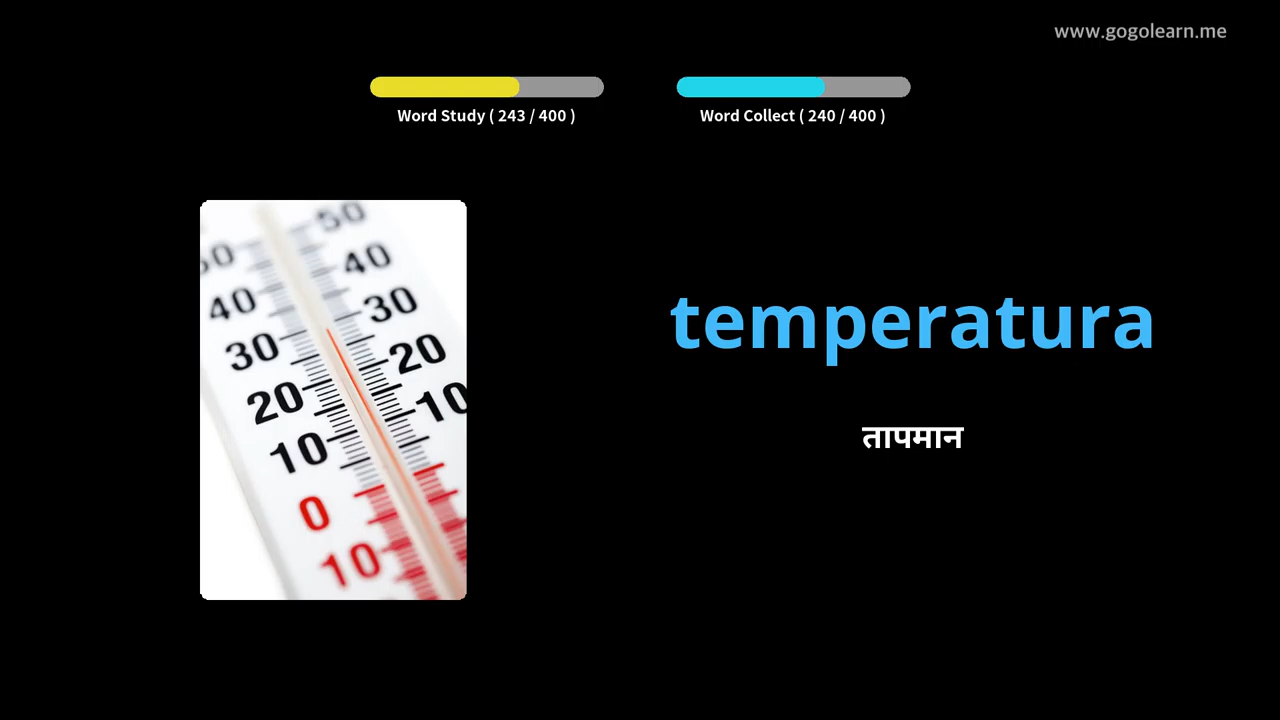 www.gogolearn.me
Word Study ( 243 / 400 )
Word Collect ( 240 / 400 )
50
40
40
30
30
20
20
10
10
0
10
temperatura
तापमान